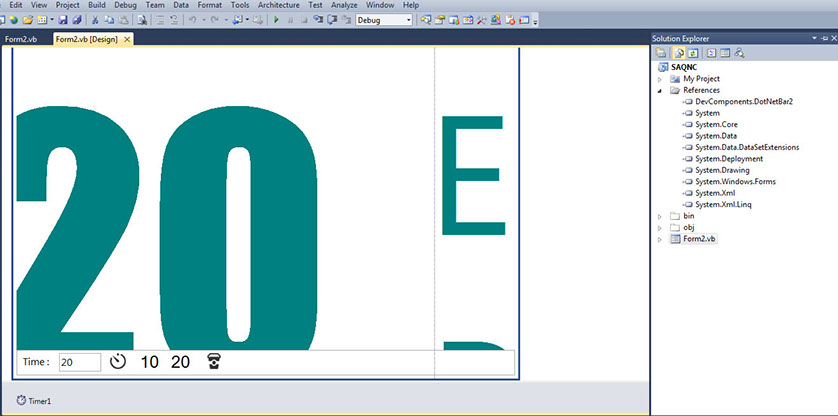 Edit View Project Build Debug Team Data Format Tools Architecture Test Analyze Window Help
Debug
Form2.vb Form2.vb [Design]
20
E
Time : 20 10 20
Timer1
Solution Explorer
SAQNC
My Project
References
DevComponents.DotNetBar2
System
System.Core
System.Data
System.Data.DataSetExtensions
System.Deployment
System.Drawing
System.Windows.Forms
System.Xml
System.Xml.Linq
bin
obj
Form2.vb